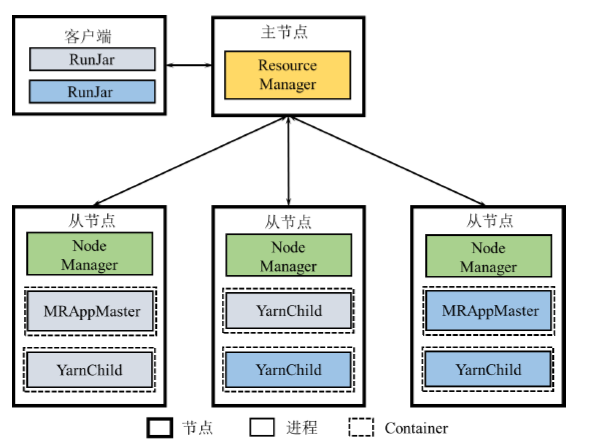 客户端
RunJar
RunJar
主节点
Resource
Manager
从节点
Node
Manager
MRAppMaster
YarnChild
从节点
Node
Manager
YarnChild
YarnChild
从节点
Node
Manager
MRAppMaster
YarnChild
节点
进程
Container